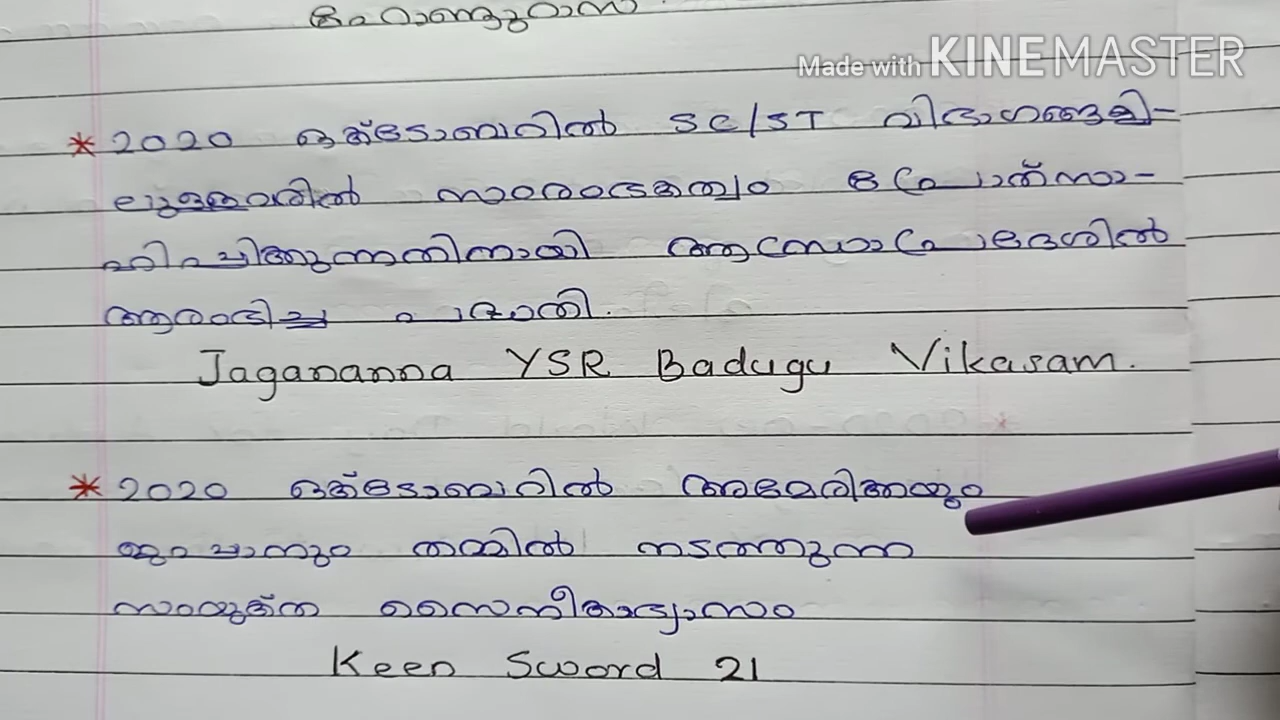 ഹോണ്ടുറാസ്.
Made with KINEMASTER
* 2020 ഒക്ടോബറിൽ SC/ST വിഭാഗങ്ങളി-
ലുള്ളവരിൽ സംരംഭകത്വം പ്രോത്സാ-
ഹിപ്പിക്കുന്നതിനായി ആന്ധ്രാപ്രദേശിൽ
ആരംഭിച്ച പദ്ധതി.
Jagananna YSR Badugu Vikasam.
* 2020 ഒക്ടോബറിൽ അമേരിക്കയും
ജപ്പാനും തമ്മിൽ നടത്തുന്ന
സംയുക്ത സൈനീകാഭ്യാസം
Keen Sword 21